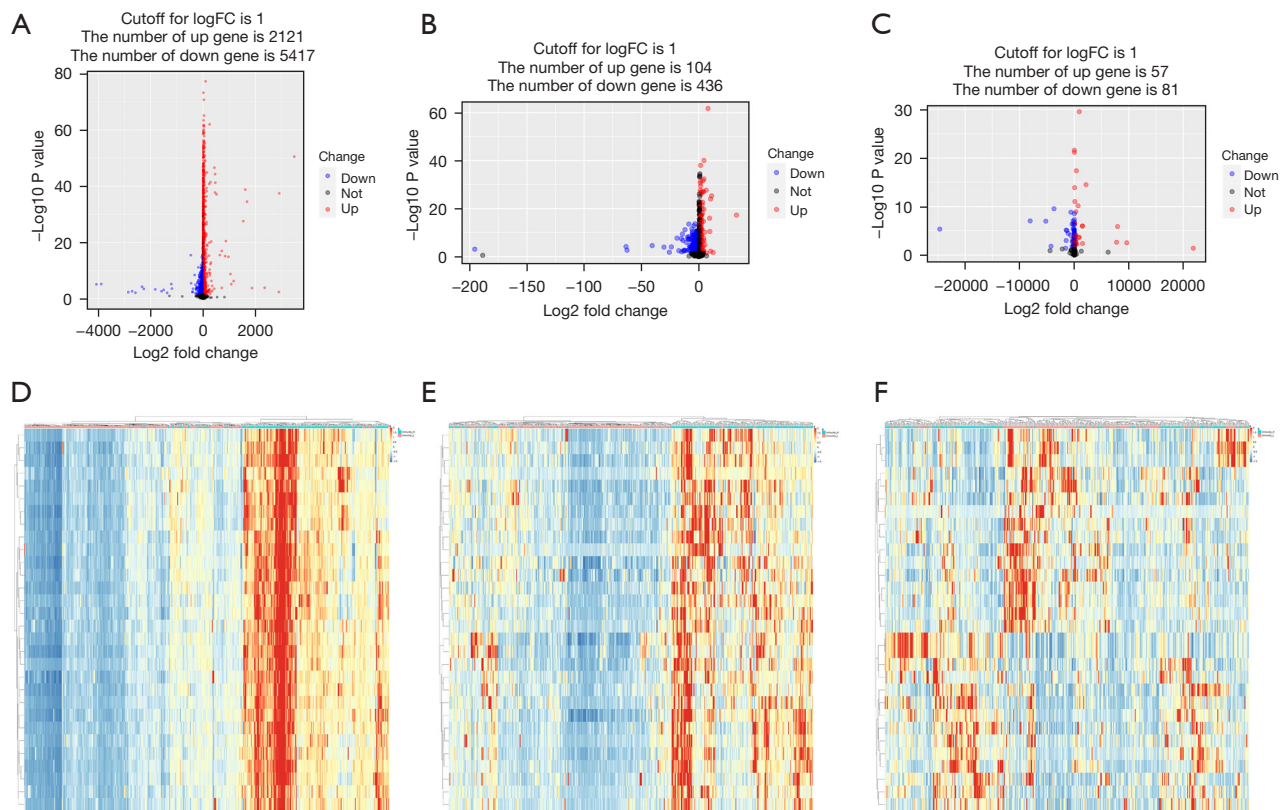 A
Cutoff for logFC is 1
The number of up gene is 2121
The number of down gene is 5417
80
60
40
20
0
−Log10 P value
−4000
−2000
0
2000
Log2 fold change
Change
Down
Not
Up
B
Cutoff for logFC is 1
The number of up gene is 104
The number of down gene is 436
60
40
20
0
−Log10 P value
−200
−150
−100
−50
0
Log2 fold change
Change
Down
Not
Up
C
Cutoff for logFC is 1
The number of up gene is 57
The number of down gene is 81
30
20
10
0
−Log10 P value
−20000
−10000
0
10000
20000
Log2 fold change
Change
Down
Not
Up
D
E
F